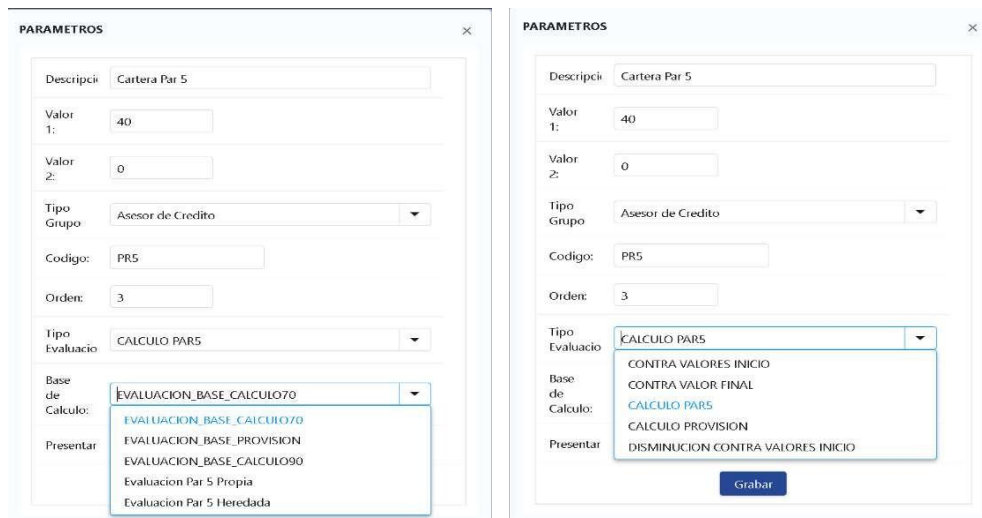 PARAMETROS
×
Descripci
Cartera Par 5
Valor
1:
40
Valor
2:
0
Tipo
Grupo
Asesor de Credito
Codigo:
PR5
Orden:
3
Tipo
Evaluacio
CALCULO PAR5
Base
de
Calculo:
EVALUACION_BASE_CALCULO70
EVALUACION_BASE_CALCULO70
EVALUACION_BASE_PROVISION
EVALUACION_BASE_CALCULO90
Evaluacion Par 5 Propia
Evaluacion Par 5 Heredada
Presentar
PARAMETROS
×
Descripci
Cartera Par 5
Valor
1:
40
Valor
2:
0
Tipo
Grupo
Asesor de Credito
Codigo:
PR5
Orden:
3
Tipo
Evaluacio
CALCULO PAR5
CONTRA VALORES INICIO
CONTRA VALOR FINAL
CALCULO PAR5
CALCULO PROVISION
DISMINUCION CONTRA VALORES INICIO
Base
de
Calculo:
Presentar
Grabar